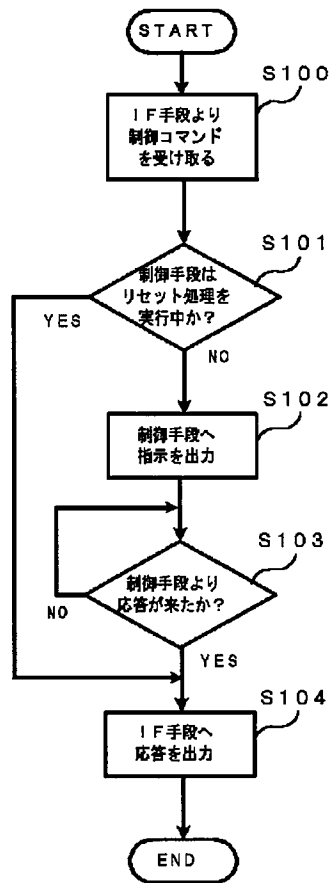 START
S100
IF手段より
制御コマンド
を受け取る
S101
制御手段は
リセット処理を
実行中か?
YES
NO
S102
制御手段へ
指示を出力
S103
制御手段より
応答が来たか?
NO
YES
S104
IF手段へ
応答を出力
END